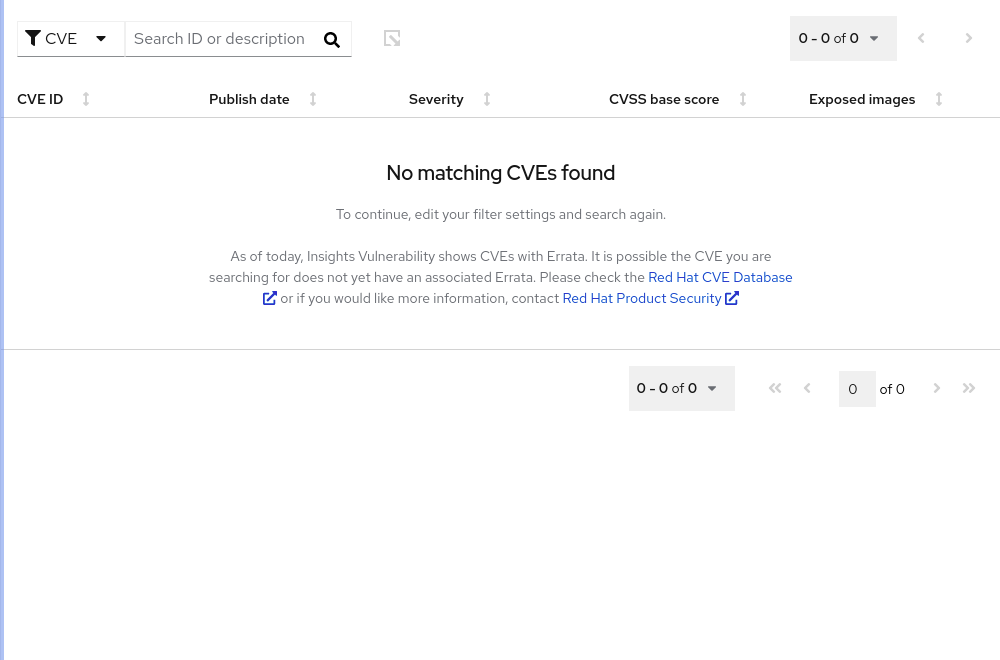 CVE Search ID or description 0 - 0 of 0
CVE ID Publish date Severity CVSS base score Exposed images
No matching CVEs found
To continue, edit your filter settings and search again.
As of today, Insights Vulnerability shows CVEs with Errata. It is possible the CVE you are
searching for does not yet have an associated Errata. Please check the Red Hat CVE Database
or if you would like more information, contact Red Hat Product Security
0 - 0 of 0 0 of 0